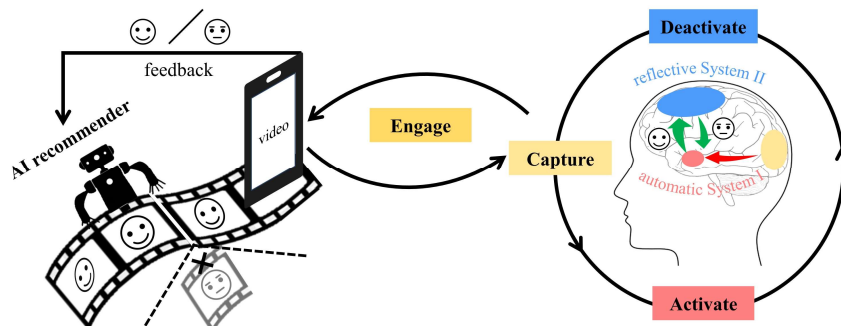 feedback
AI recommender
video
Engage
Capture
Deactivate
reflective System II
automatic System I
Activate